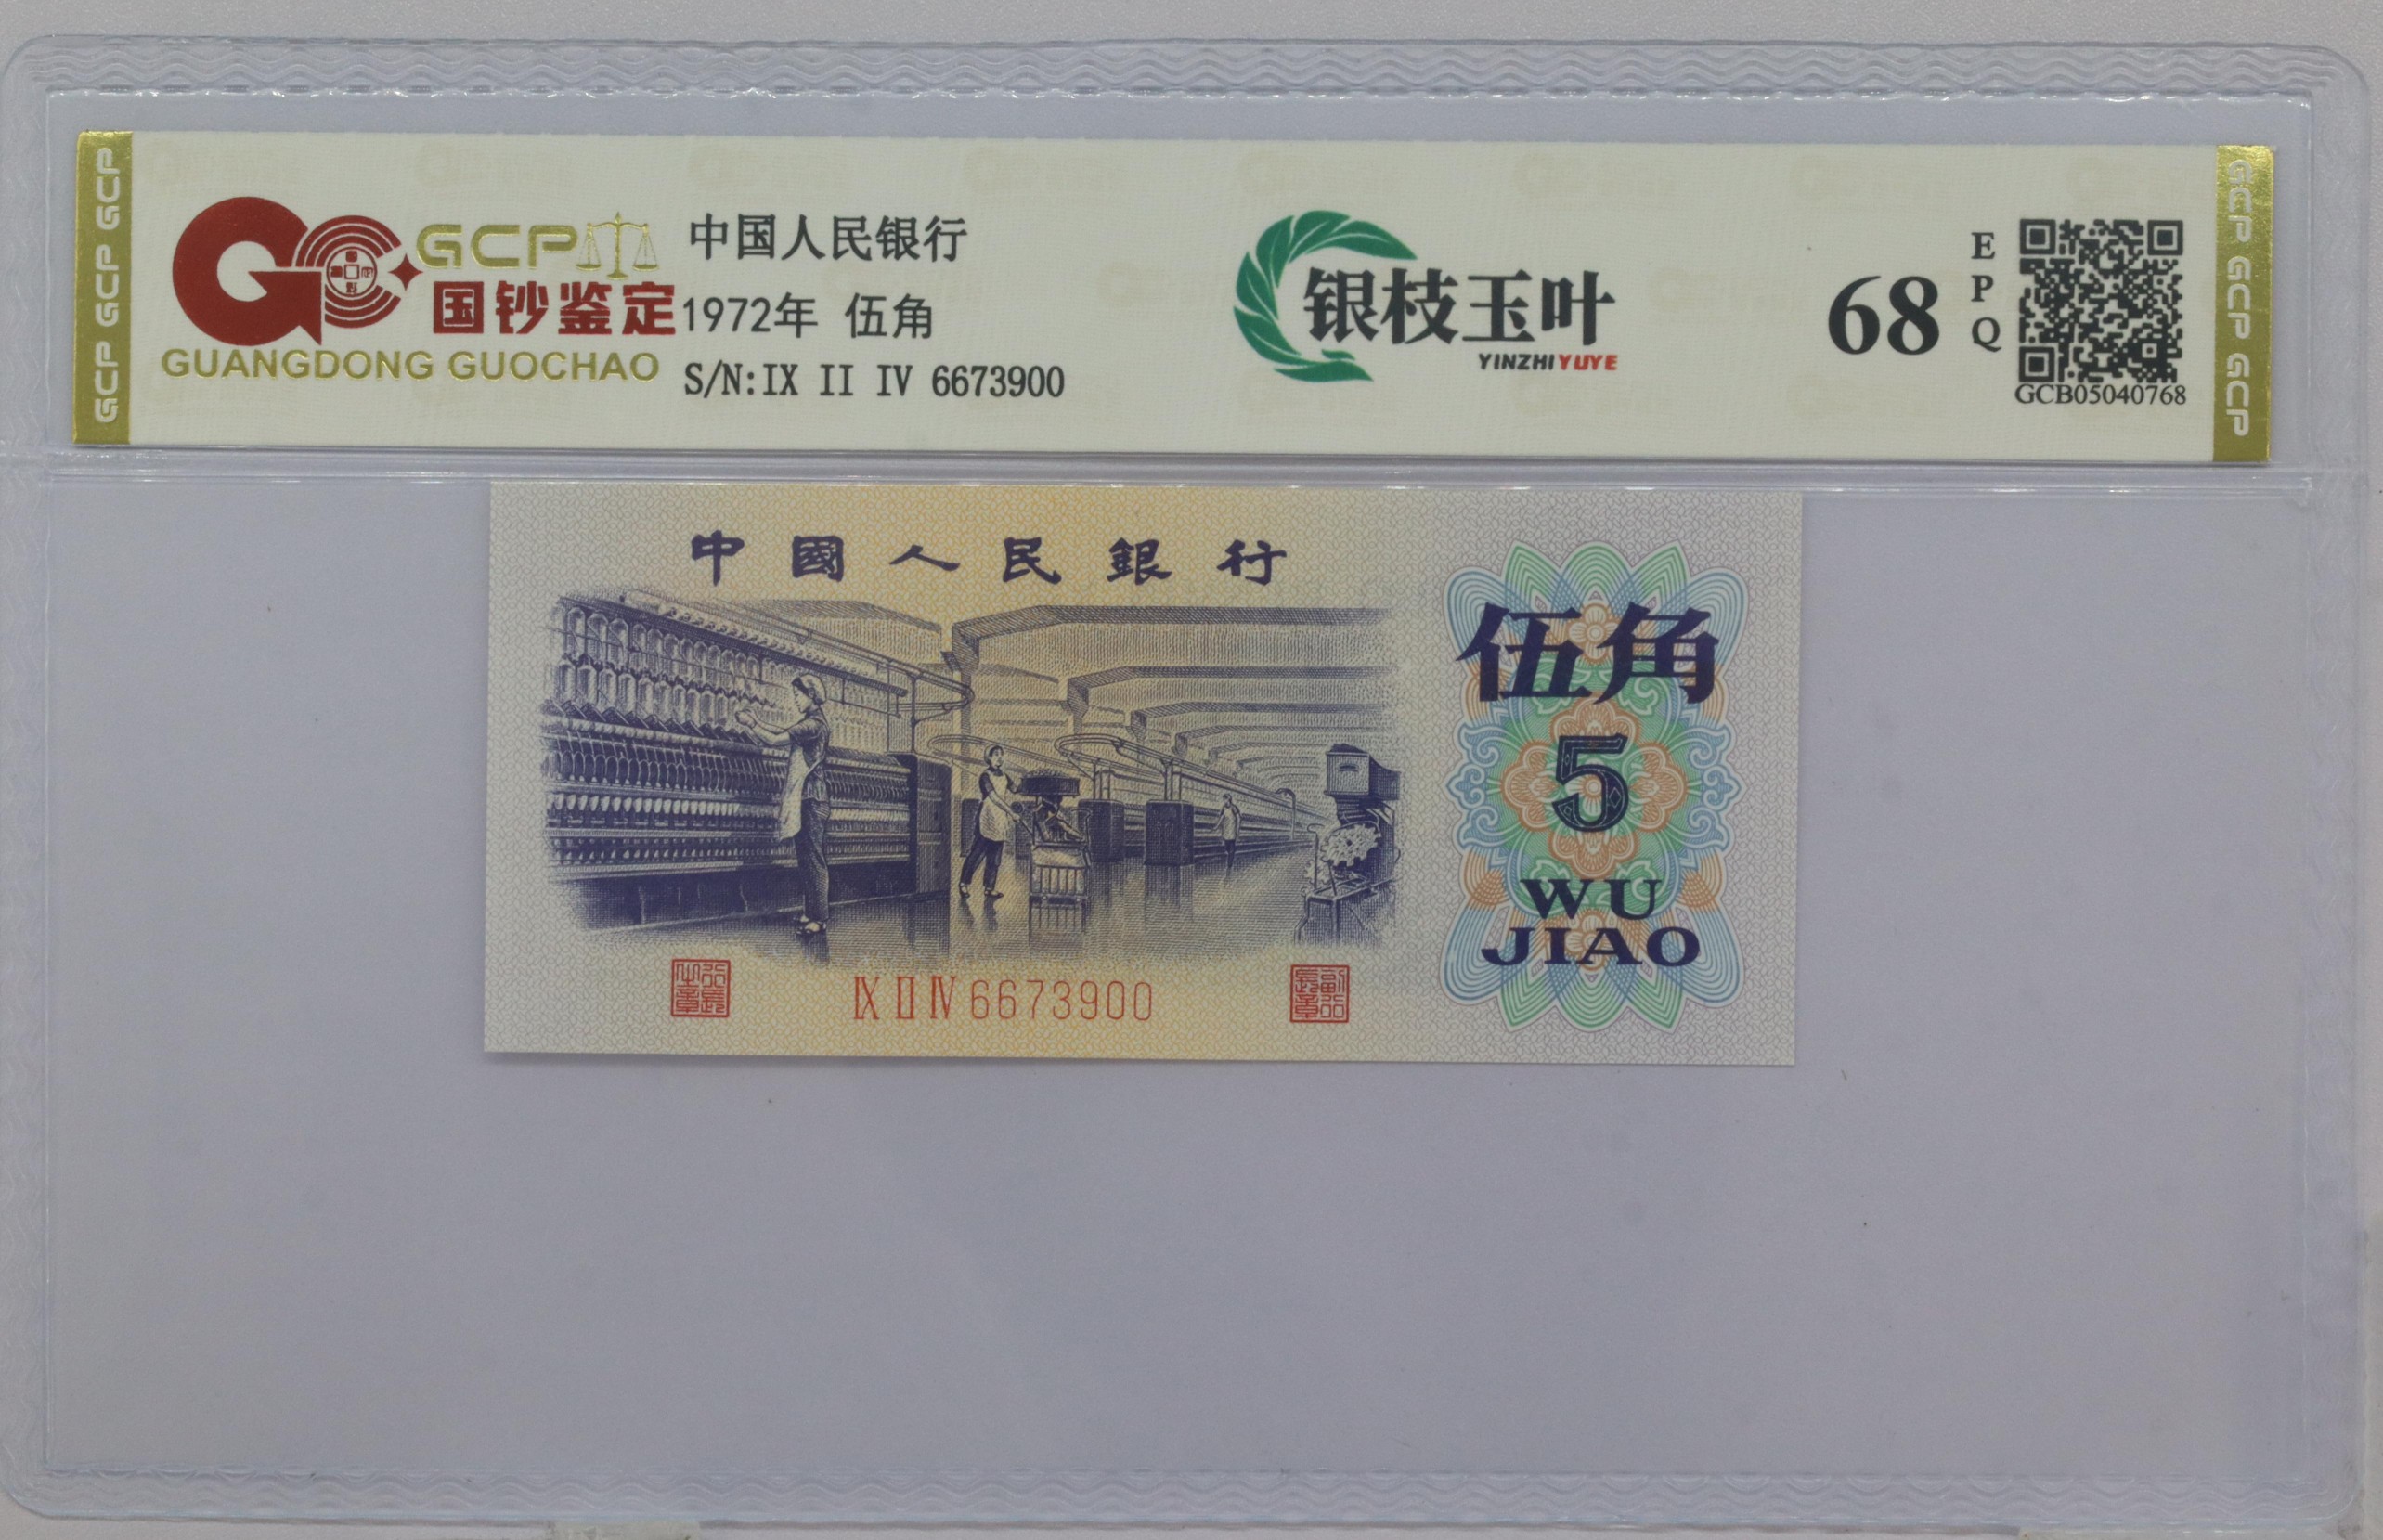 GCP GCP GCP
GCP
国钞鉴定
GUANGDONG GUOCHAO
中国人民银行
1972年 伍角
S/N:IX II IV 6673900
银枝玉叶
YINZHIYUYE
68
EPQ
GCB05040768
GCP GCP GCP
中國人民銀行
伍角
5
WU
JIAO
IX II IV 6673900